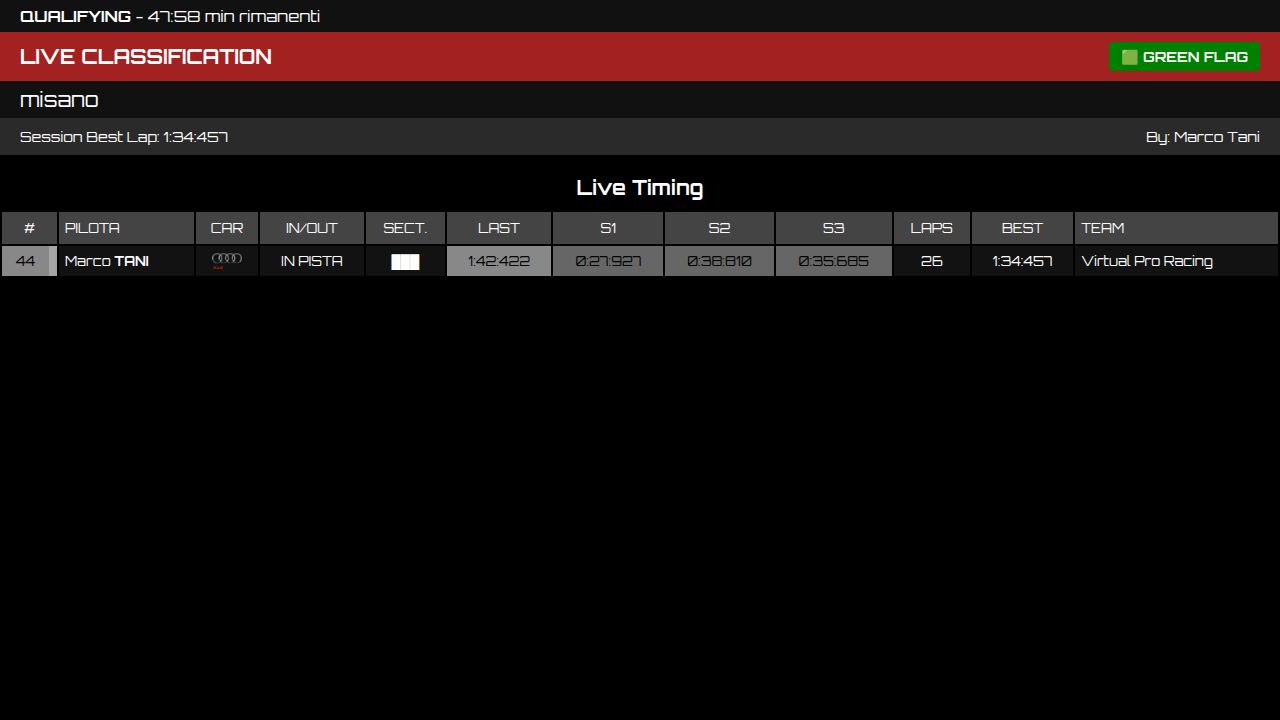 QUALIFYING - 47:58 min rimanenti
LIVE CLASSIFICATION
GREEN FLAG
misano
Session Best Lap: 1:34:457
By: Marco Tani
Live Timing
# PILOTA CAR IN/OUT SECT. LAST S1 S2 S3 LAPS BEST TEAM
44 Marco TANI IN PISTA 1:42:422 0:27:927 0:38:810 0:35:685 26 1:34:457 Virtual Pro Racing